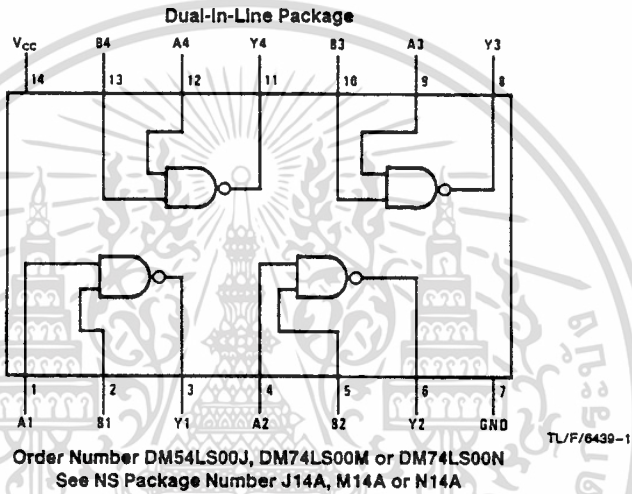 Dual-In-Line Package
VCC B4 A4 Y4 B3 A3 Y3
14 13 12 11 10 9 8
1 2 3 4 5 6 7
A1 B1 Y1 A2 B2 Y2 GND
TL/F/6439-1
Order Number DM54LS00J, DM74LS00M or DM74LS00N
See NS Package Number J14A, M14A or N14A